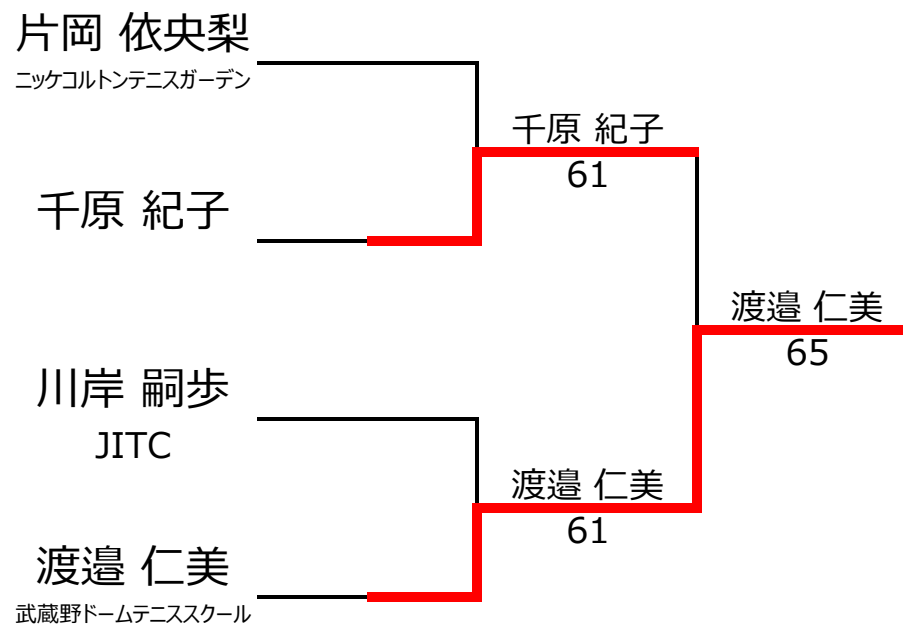 片岡 依央梨
ニッケコルトンテニスガーデン
千原 紀子
61
千原 紀子
渡邉 仁美
65
川岸 嗣歩
JITC
渡邉 仁美
61
渡邉 仁美
武蔵野ドームテニススクール